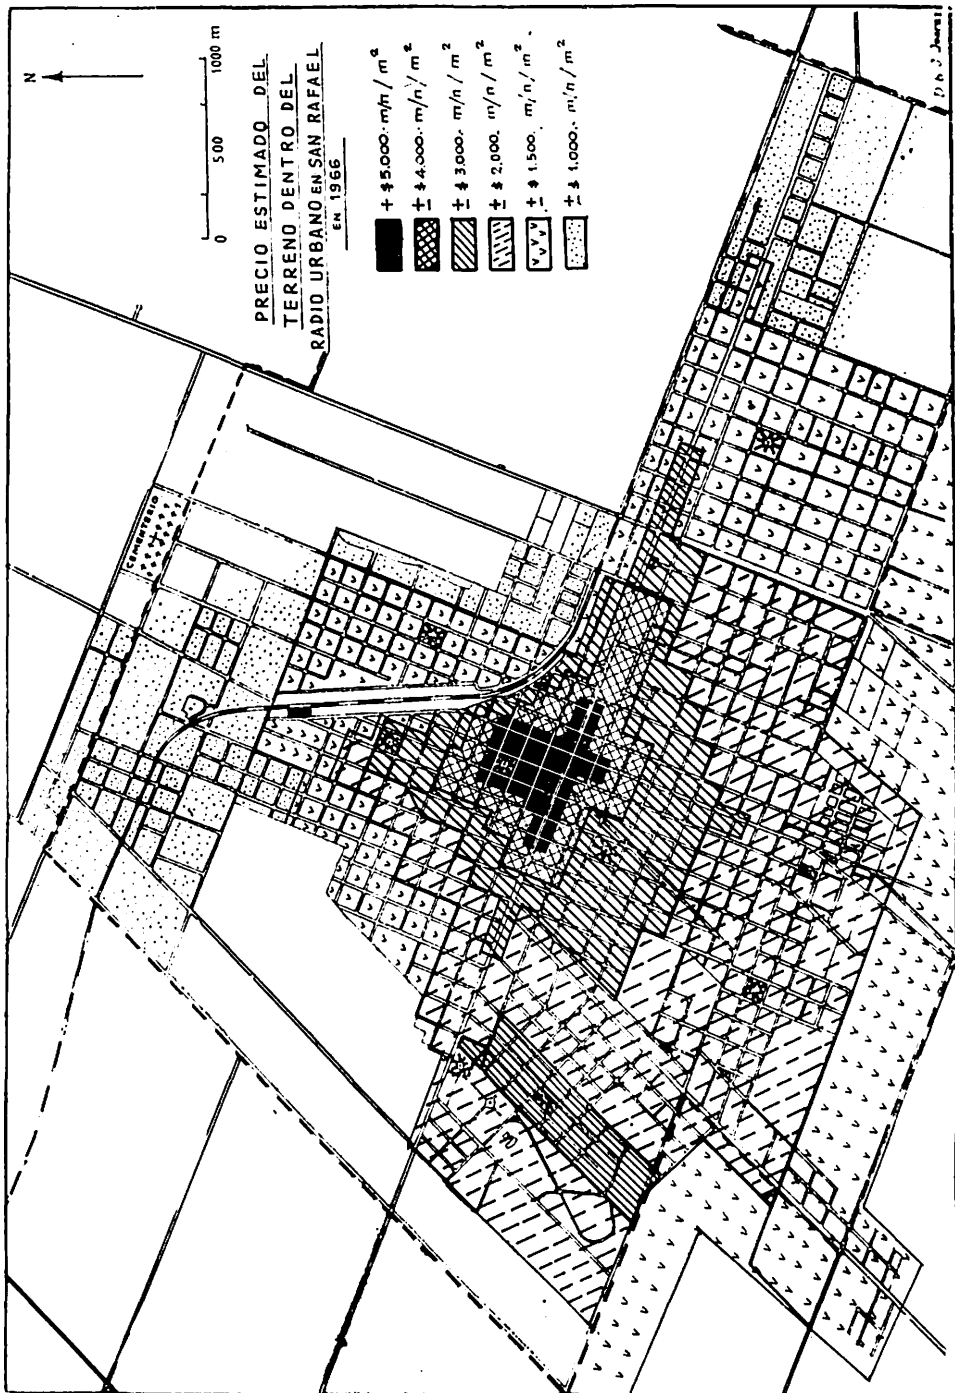 N
0 500 1000 m
PRECIO ESTIMADO DEL
TERRENO DENTRO DEL
RADIO URBANO EN SAN RAFAEL
EN 1966
+ $ 5.000.- m/n / m²
± $ 4.000.- m/n / m²
± $ 3.000.- m/n / m²
± $ 2.000. m/n / m²
± $ 1.500. m/n / m²
± $ 1.000.- m/n / m²
CEMENTERIO